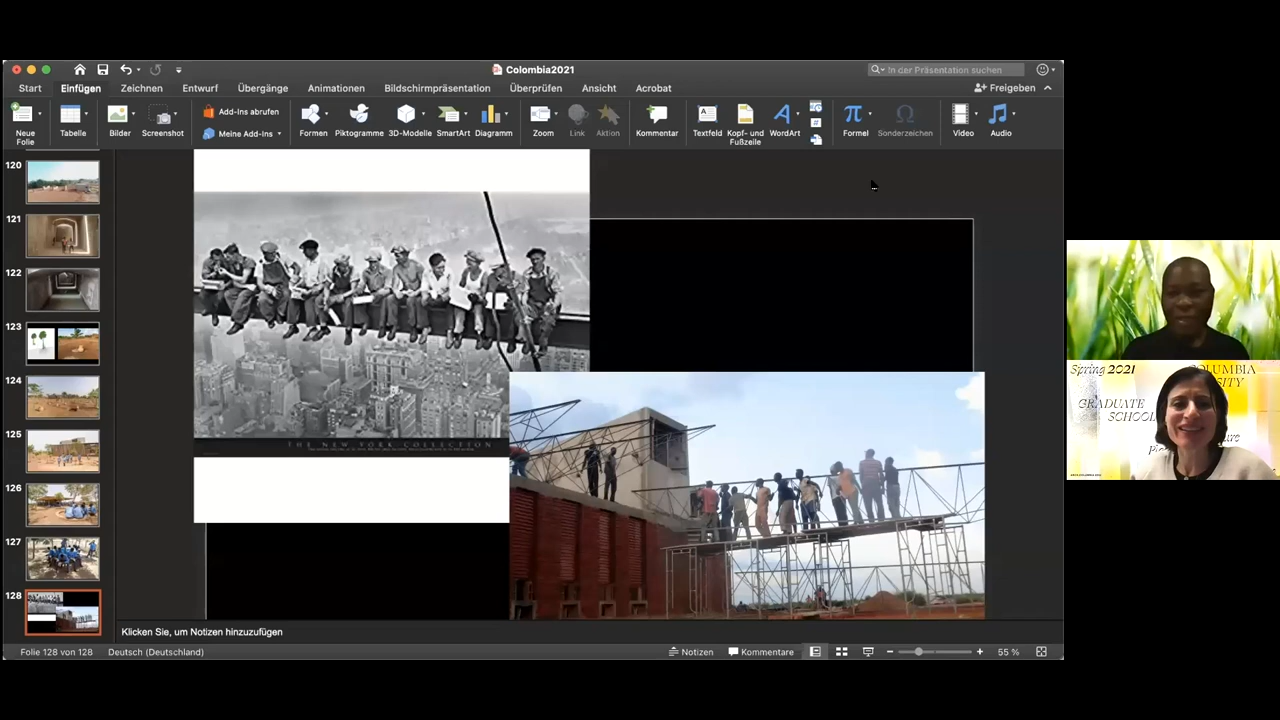 Colombia2021
In der Präsentation suchen
Start Einfügen Zeichnen Entwurf Übergänge Animationen Bildschirmpräsentation Überprüfen Ansicht Acrobat Freigeben
Neue Folie
Tabelle
Bilder
Screenshot
Add-Ins abrufen
Meine Add-Ins
Formen
Piktogramme
3D-Modelle
SmartArt
Diagramm
Zoom
Link
Aktion
Kommentar
Textfeld
Kopf- und Fußzeile
WordArt
Formel
Sonderzeichen
Video
Audio
120
121
122
123
124
125
126
127
128
THE NEW YORK COLLECTION
Spring 2021
COLUMBIA
GRADUATE
SCHOOL
Klicken Sie, um Notizen hinzuzufügen
Folie 128 von 128 Deutsch (Deutschland) Notizen Kommentare 55 %